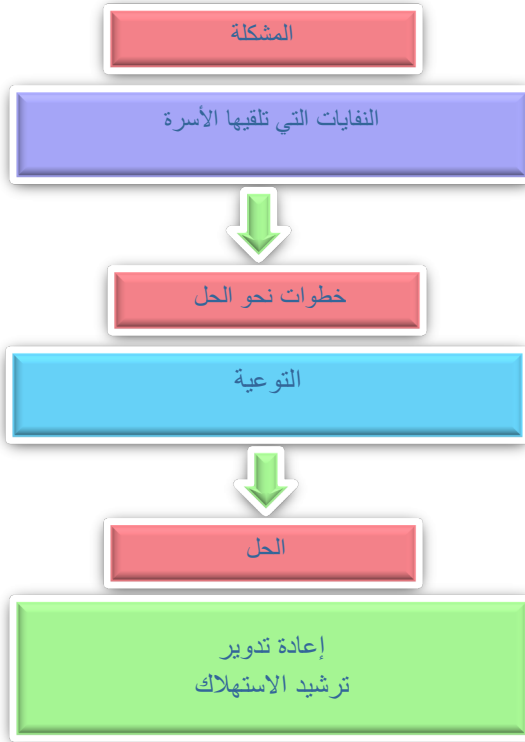 المشكلة
النفايات التي تلقيها الأسرة
خطوات نحو الحل
التوعية
الحل
إعادة تدوير
ترشيد الاستهلاك